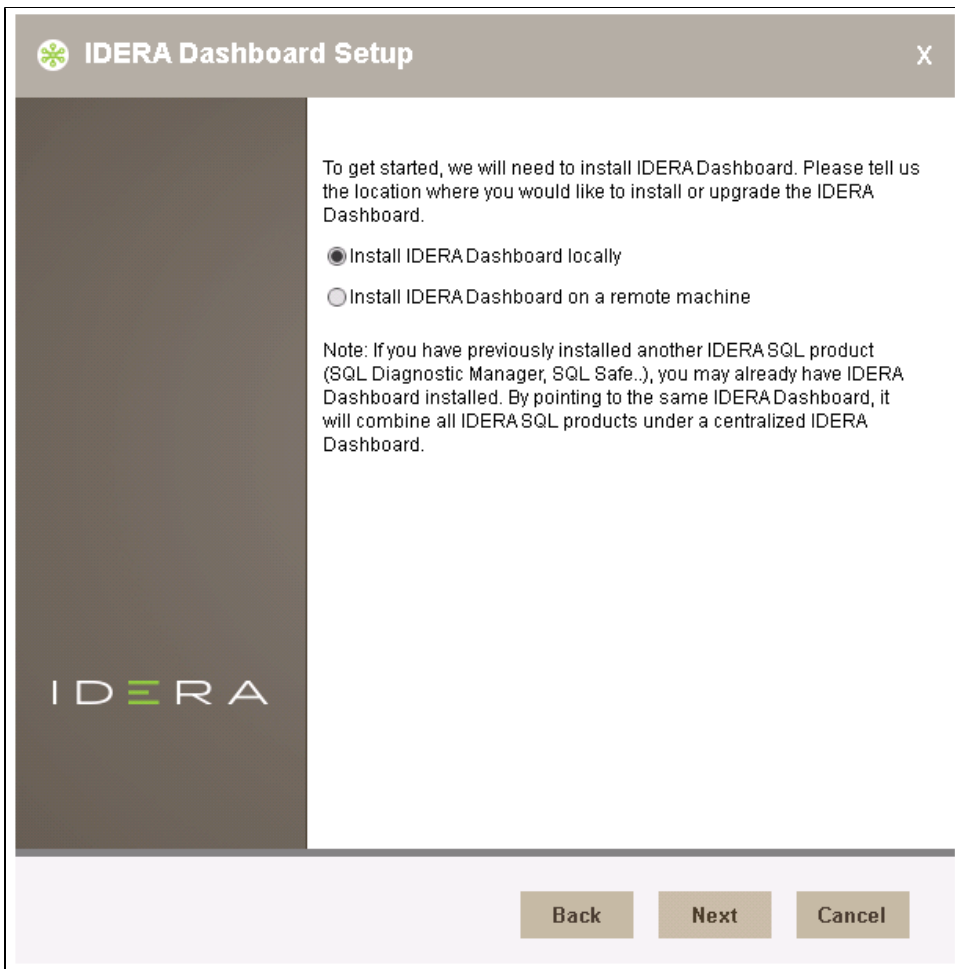 IDERA Dashboard Setup
X
To get started, we will need to install IDERA Dashboard. Please tell us
the location where you would like to install or upgrade the IDERA
Dashboard.
Install IDERA Dashboard locally
Install IDERA Dashboard on a remote machine
Note: If you have previously installed another IDERA SQL product
(SQL Diagnostic Manager, SQL Safe..), you may already have IDERA
Dashboard installed. By pointing to the same IDERA Dashboard, it
will combine all IDERA SQL products under a centralized IDERA
Dashboard.
IDERA
Back
Next
Cancel